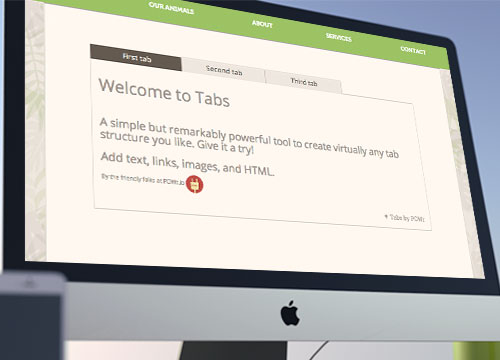 OUR ANIMALS ABOUT SERVICES CONTACT
First tab Second tab Third tab
Welcome to Tabs
A simple but remarkably powerful tool to create virtually any tab
structure you like. Give it a try!
Add text, links, images, and HTML.
By the friendly folks at POWr.io
Tabs by POWr